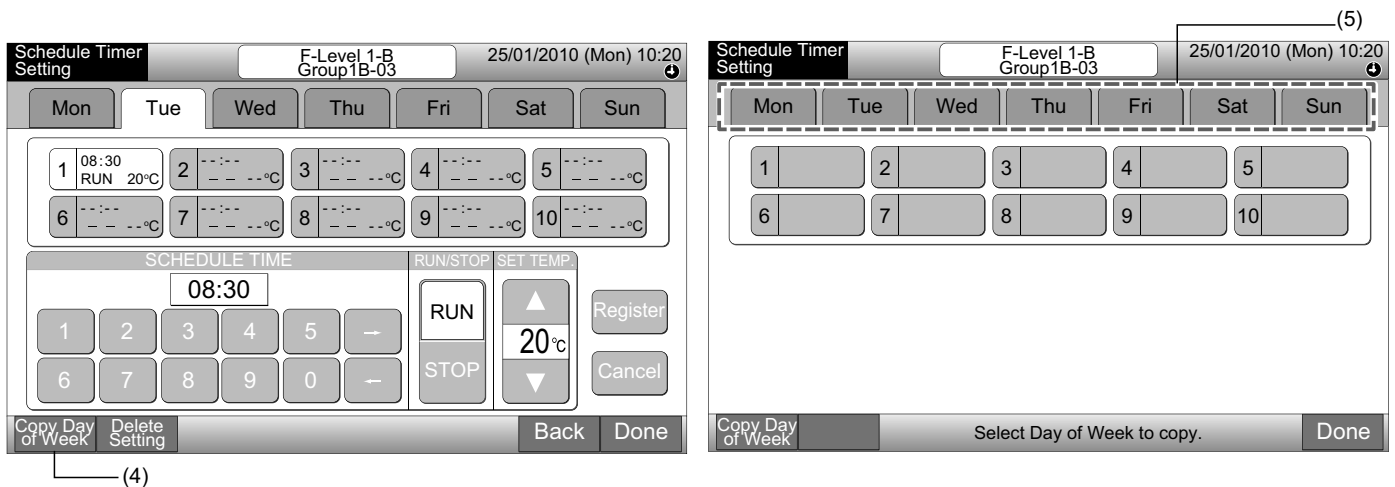 (5)
Schedule Timer
Setting
F-Level 1-B
Group1B-03
25/01/2010 (Mon) 10:20
Mon Tue Wed Thu Fri Sat Sun
1 08:30 RUN 20°C
2 --:-- – – --°C
3 --:-- – – --°C
4 --:-- – – --°C
5 --:-- – – --°C
6 --:-- – – --°C
7 --:-- – – --°C
8 --:-- – – --°C
9 --:-- – – --°C
10 --:-- – – --°C
SCHEDULE TIME RUN/STOP SET TEMP.
08:30
1 2 3 4 5 →
6 7 8 9 0 ←
RUN
STOP
▲
20°C
▼
Register
Cancel
Copy Day
of Week
Delete
Setting
Back Done
(4)
Schedule Timer
Setting
F-Level 1-B
Group1B-03
25/01/2010 (Mon) 10:20
Mon Tue Wed Thu Fri Sat Sun
1 2 3 4 5
6 7 8 9 10
Copy Day
of Week
Select Day of Week to copy.
Done